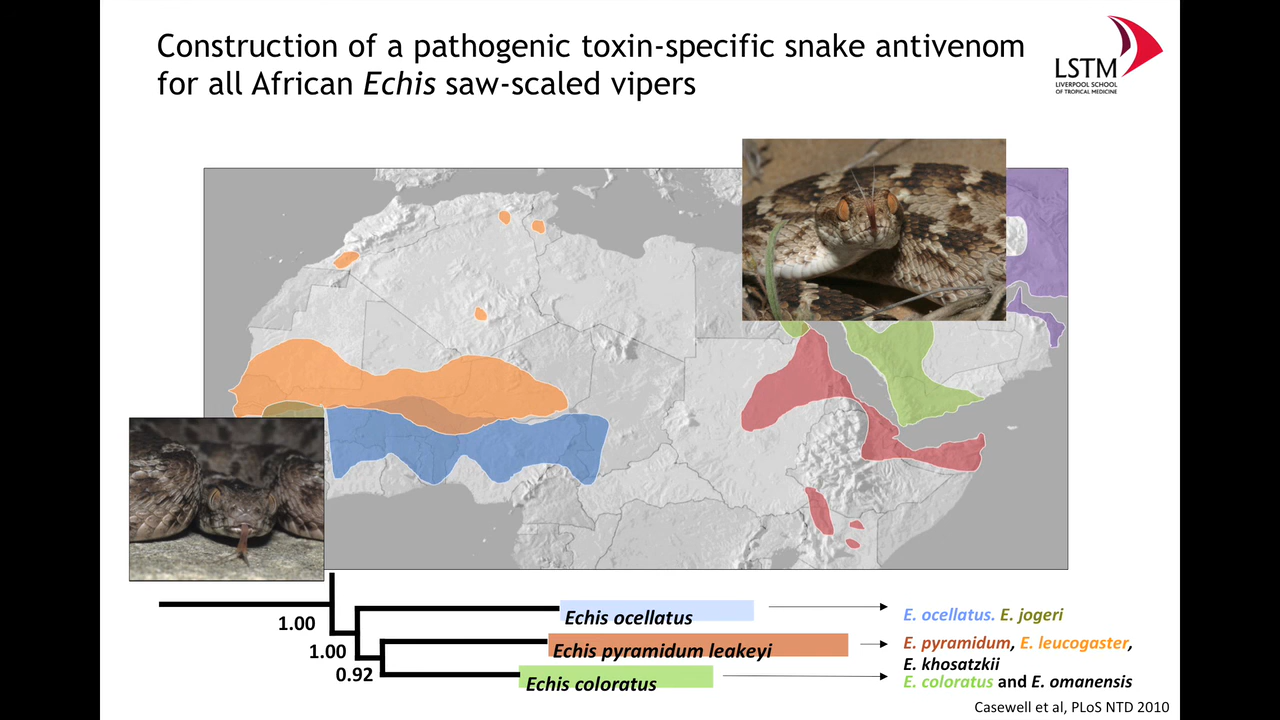 Construction of a pathogenic toxin-specific snake antivenom
for all African Echis saw-scaled vipers
LSTM
LIVERPOOL SCHOOL
OF TROPICAL MEDICINE
1.00
1.00
0.92
Echis ocellatus
Echis pyramidum leakeyi
Echis coloratus
E. ocellatus. E. jogeri
E. pyramidum, E. leucogaster,
E. khosatzkii
E. coloratus and E. omanensis
Casewell et al, PLoS NTD 2010